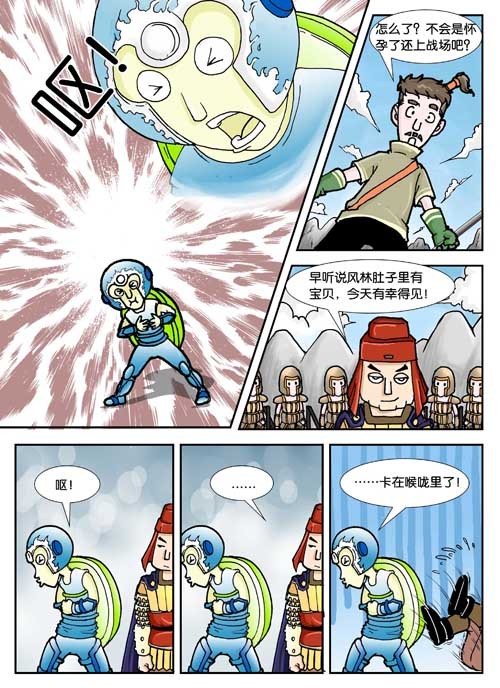 呕!
怎么了？不会是怀
孕了还上战场吧？
早听说风林肚子里有
宝贝，今天有幸得见！
呕！
……
……卡在喉咙里了！